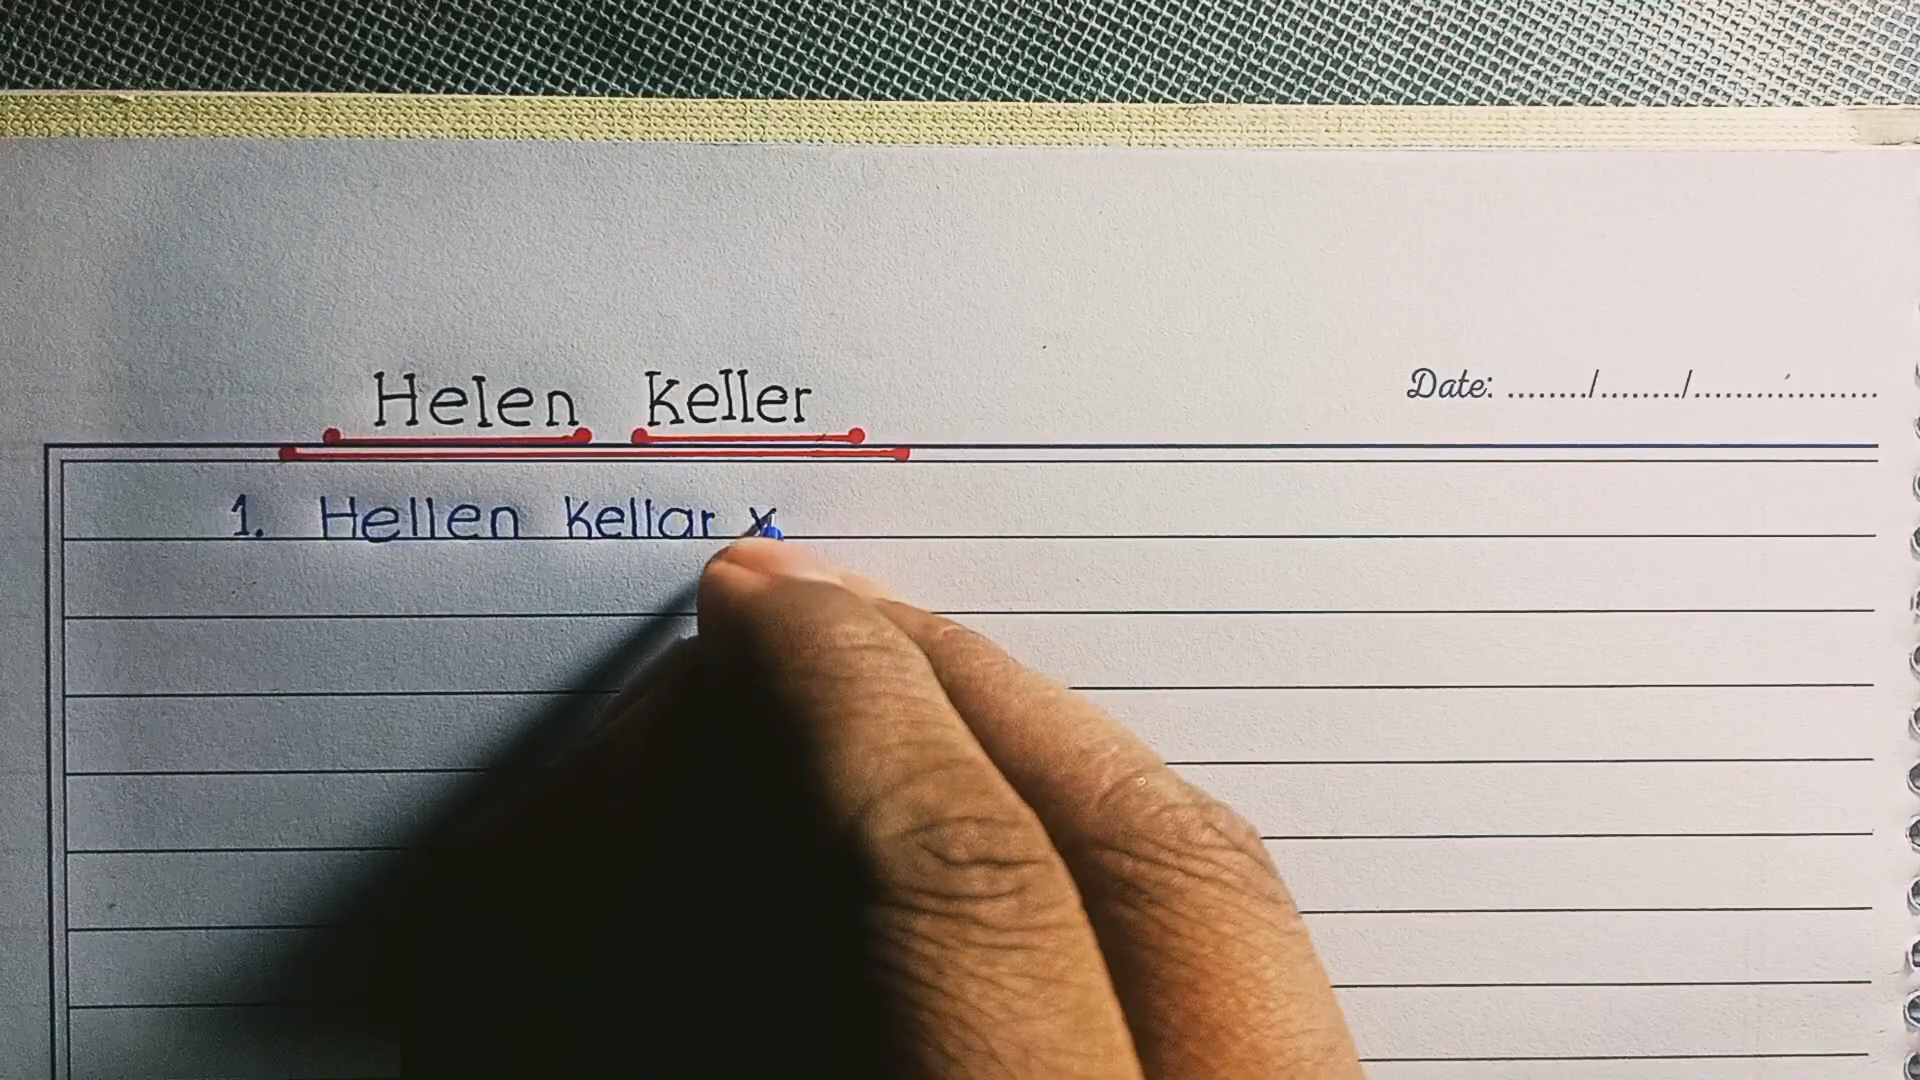 Helen Keller
Date: ......../......../...................
1. Hellen Kellar